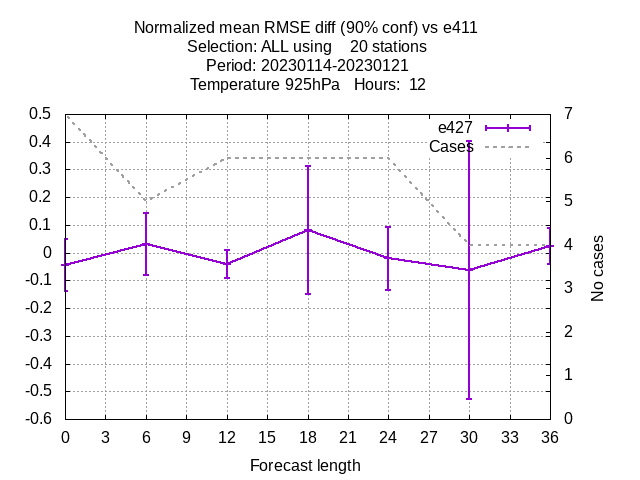 Normalized mean RMSE diff (90% conf) vs e411
Selection: ALL using    20 stations
Period: 20230114-20230121
Temperature 925hPa   Hours:  12
e427
Cases
0.5
0.4
0.3
0.2
0.1
0
-0.1
-0.2
-0.3
-0.4
-0.5
-0.6
7
6
5
4
3
2
1
0
No cases
0 3 6 9 12 15 18 21 24 27 30 33 36
Forecast length